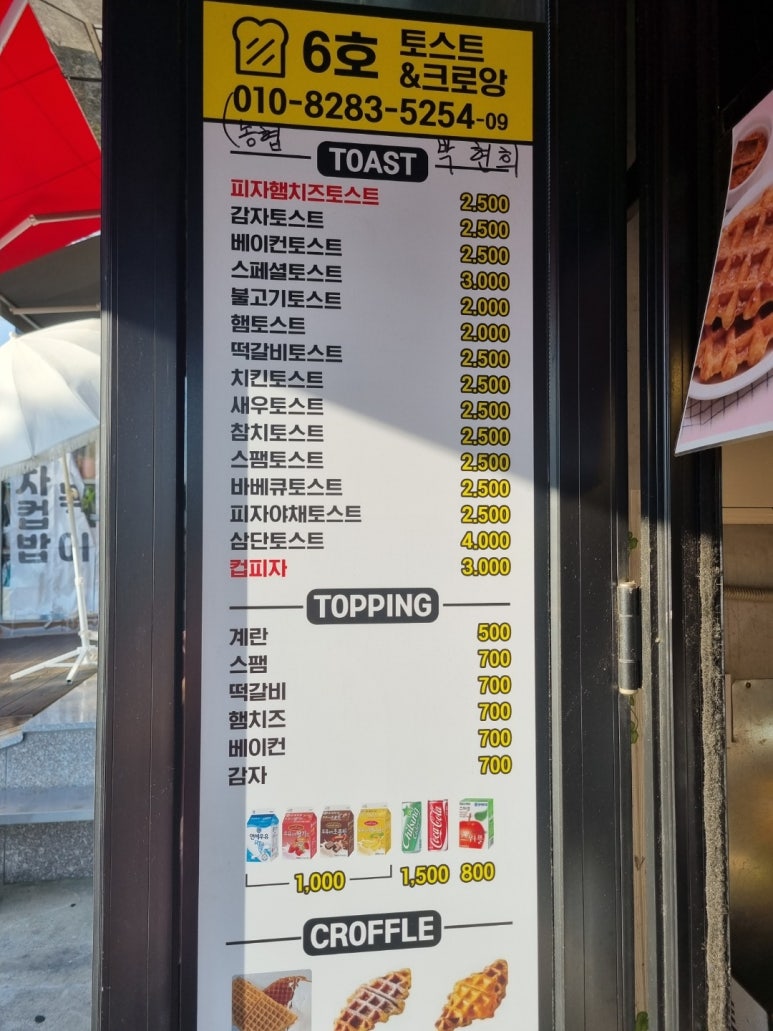 6호 토스트
&크로앙
010-8283-5254-09
(농협 박현희
TOAST
피자햄치즈토스트 2.500
감자토스트 2.500
베이컨토스트 2.500
스페셜토스트 3.000
불고기토스트 2.000
햄토스트 2.000
떡갈비토스트 2.500
치킨토스트 2.500
새우토스트 2.500
참치토스트 2.500
스팸토스트 2.500
바베큐토스트 2.500
피자야채토스트 2.500
삼단토스트 4.000
컵피자 3.000
TOPPING
계란 500
스팸 700
떡갈비 700
햄치즈 700
베이컨 700
감자 700
Coca-Cola
1,000 1,500 800
CROFFLE
컵
밥